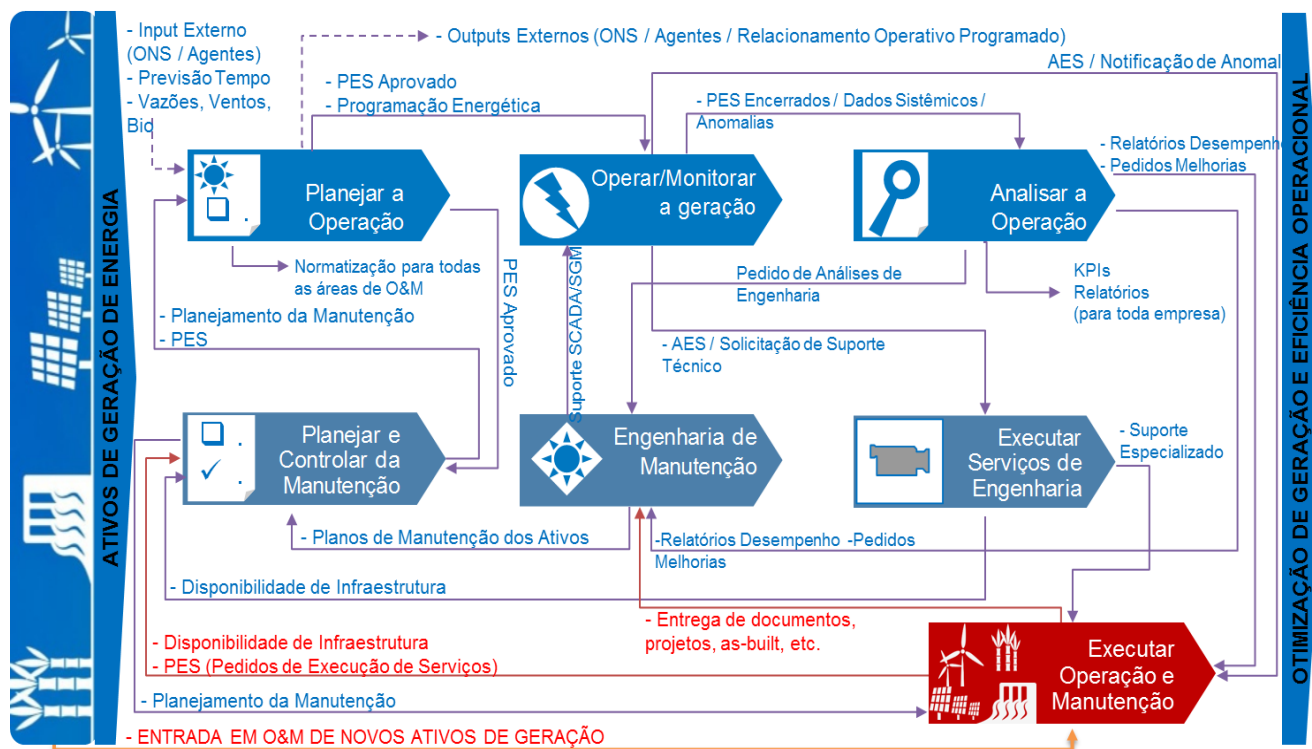 - Input Externo
(ONS / Agentes)
- Previsão Tempo
- Vazões, Ventos,
Bio
- Outputs Externos (ONS / Agentes / Relacionamento Operativo Programado)
- PES Aprovado
- Programação Energética
AES / Notificação de Anomal
- PES Encerrados / Dados Sistêmicos /
Anomalias
- Relatórios Desempenho
- Pedidos Melhorias
Planejar a
Operação
Operar/Monitorar
a geração
Analisar a
Operação
- Normatização para todas
as áreas de O&M
PES Aprovado
Suporte SCADA/SGM
Pedido de Análises de
Engenharia
KPIs
Relatórios
(para toda empresa)
- Planejamento da Manutenção
- PES
- AES / Solicitação de Suporte
Técnico
Planejar e
Controlar da
Manutenção
Engenharia de
Manutenção
Executar
Serviços de
Engenharia
- Suporte
Especializado
- Planos de Manutenção dos Ativos
-Relatórios Desempenho -Pedidos
Melhorias
- Disponibilidade de Infraestrutura
- Entrega de documentos,
projetos, as-built, etc.
- Disponibilidade de Infraestrutura
- PES (Pedidos de Execução de Serviços)
Executar
Operação e
Manutenção
- Planejamento da Manutenção
- ENTRADA EM O&M DE NOVOS ATIVOS DE GERAÇÃO
ATIVOS DE GERAÇÃO DE ENERGIA
OTIMIZAÇÃO DE GERAÇÃO E EFICIÊNCIA OPERACIONAL